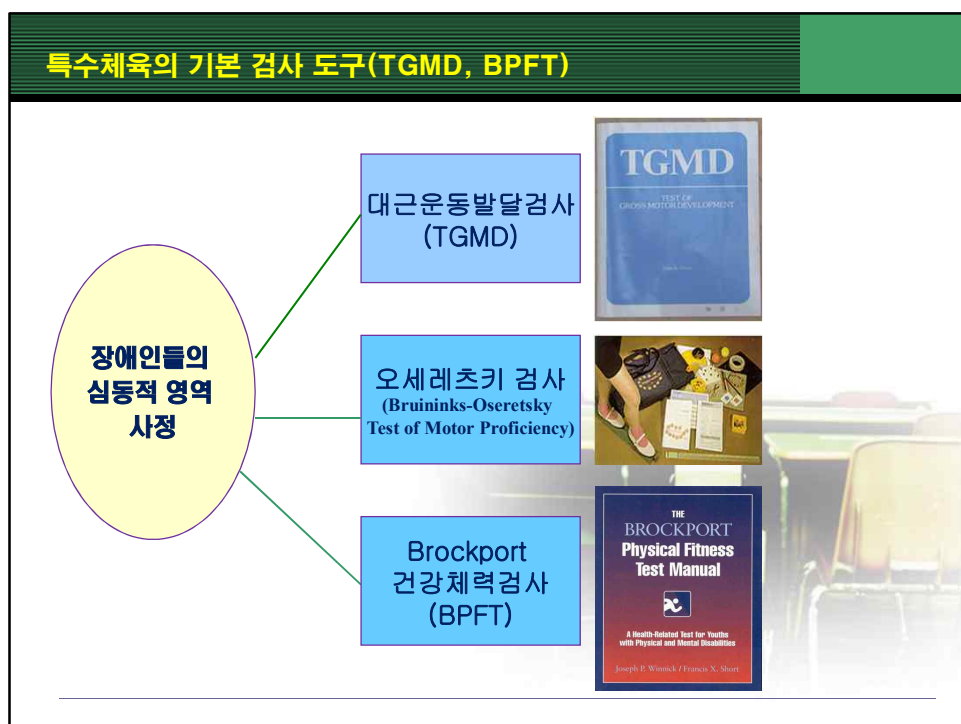 특수체육의 기본 검사 도구(TGMD, BPFT)
장애인들의
심동적 영역
사정
대근운동발달검사
(TGMD)
TGMD
TEST OF
GROSS MOTOR DEVELOPMENT
오세레츠키 검사
(Bruininks-Oseretsky
Test of Motor Proficiency)
Brockport
건강체력검사
(BPFT)
THE
BROCKPORT
Physical Fitness
Test Manual
A Health-Related Test for Youths
with Physical and Mental Disabilities
Joseph P. Winnick / Francis X. Short